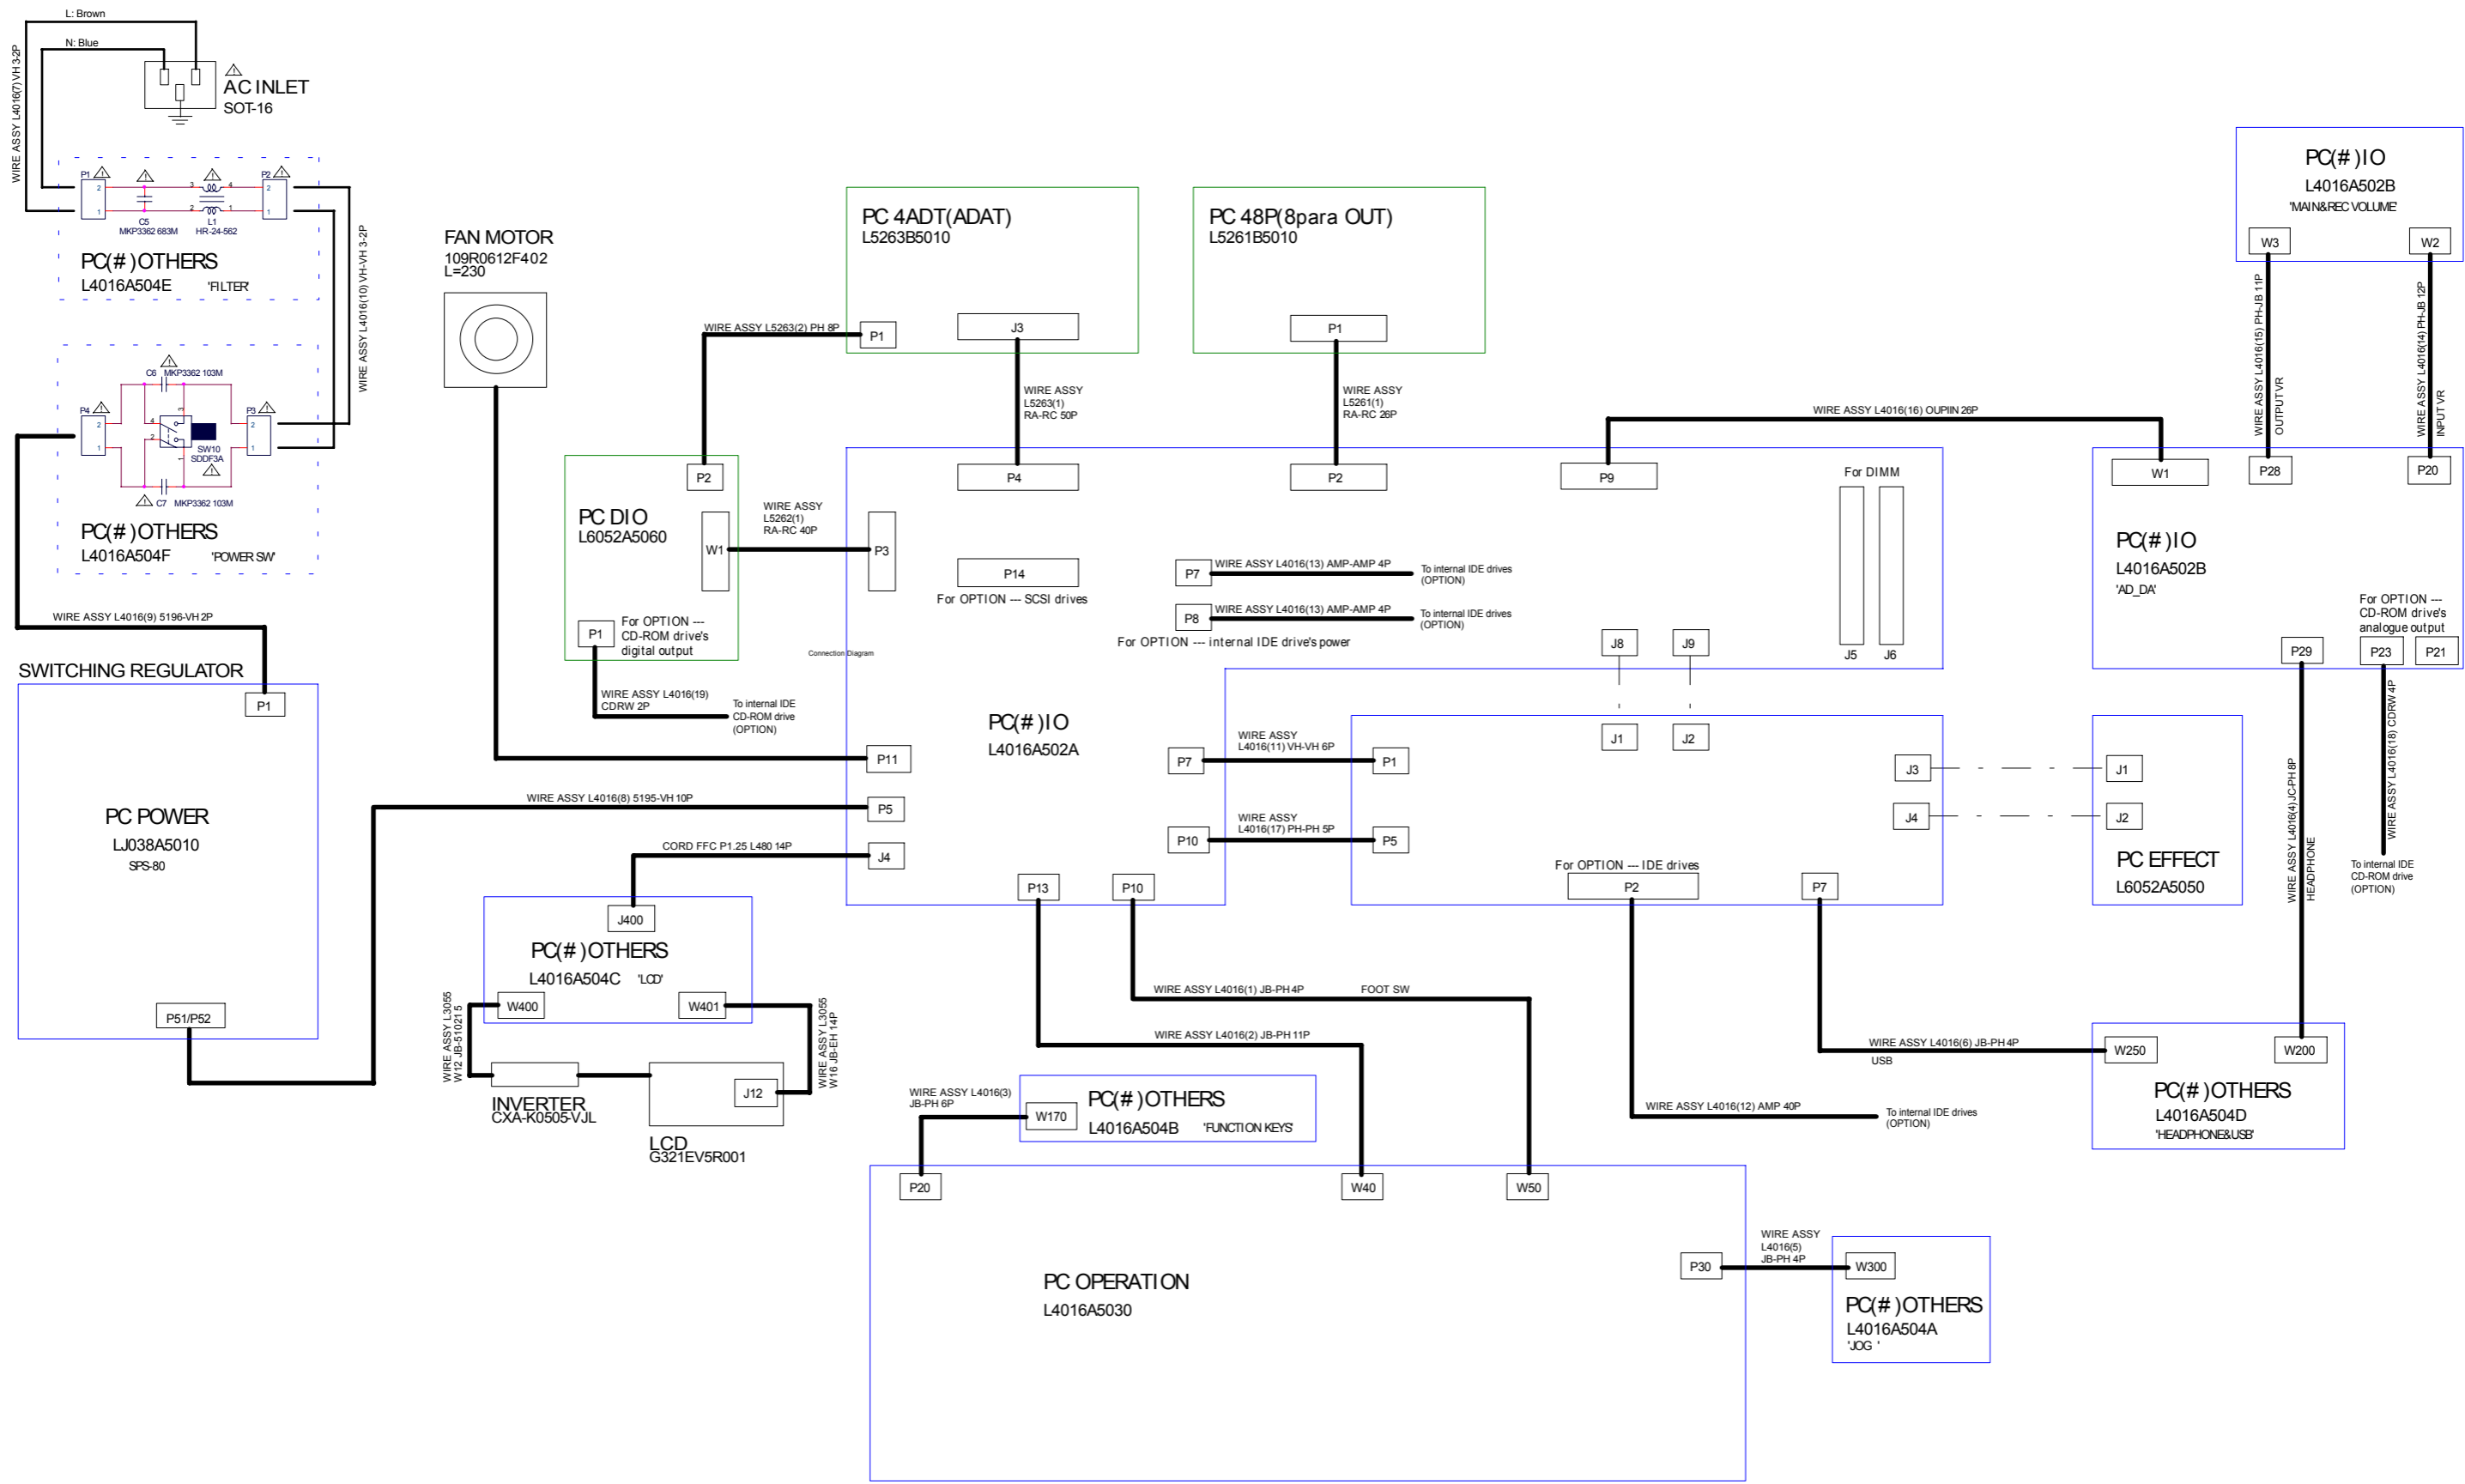 L: Brown
N: Blue
WIRE ASSY L4016(7) VH 3-2P
AC INLET
SOT-16
P1
2
1
C5
MKP3362 683M
3
4
2
1
L1
HR-24-562
P2
2
1
PC(#)OTHERS
L4016A504E 'FILTER'
WIRE ASSY L4016(10) VH-VH 3-2P
C6 MKP3362 103M
P4
2
1
4
3
2
1
SW10
SDDF3A
P3
2
1
C7 MKP3362 103M
PC(#)OTHERS
L4016A504F 'POWER SW'
WIRE ASSY L4016(9) 5196-VH 2P
SWITCHING REGULATOR
P1
PC POWER
LJ038A5010
SPS-80
P51/P52
FAN MOTOR
109R0612F402
L=230
PC 4ADT(ADAT)
L5263B5010
P1
J3
WIRE ASSY L5263(2) PH 8P
WIRE ASSY
L5263(1)
RA-RC 50P
PC 48P(8para OUT)
L5261B5010
P1
WIRE ASSY
L5261(1)
RA-RC 26P
WIRE ASSY L4016(16) OUPIIN 26P
PC(#)IO
L4016A502B
'MAIN&REC VOLUME'
W3
W2
WIRE ASSY L4016(15) PH-JB 11P
OUTPUT VR
WIRE ASSY L4016(14) PH-JB 12P
INPUT VR
P2
PC DIO
L6052A5060
W1
WIRE ASSY
L5262(1)
RA-RC 40P
P1
For OPTION ---
CD-ROM drive's
digital output
WIRE ASSY L4016(19)
CDRW 2P
To internal IDE
CD-ROM drive
(OPTION)
Connection Diagram
P4
P2
P9
For DIMM
P3
P14
For OPTION --- SCSI drives
P7
WIRE ASSY L4016(13) AMP-AMP 4P
To internal IDE drives
(OPTION)
P8
WIRE ASSY L4016(13) AMP-AMP 4P
To internal IDE drives
(OPTION)
For OPTION --- internal IDE drive's power
J8
J9
J5
J6
PC(#)IO
L4016A502A
P11
P5
J4
P7
P10
P13
P10
WIRE ASSY
L4016(11) VH-VH 6P
WIRE ASSY
L4016(17) PH-PH 5P
WIRE ASSY L4016(8) 5195-VH 10P
CORD FFC P1.25 L480 14P
J1
J2
P1
P5
J3
J4
For OPTION --- IDE drives
P2
P7
J1
J2
PC EFFECT
L6052A5050
W1
P28
P20
PC(#)IO
L4016A502B
'AD_DA'
For OPTION ---
CD-ROM drive's
analogue output
P29
P23
P21
WIRE ASSY L4016(4) JC-PH 8P
HEADPHONE
WIRE ASSY L4016(18) CDRW 4P
To internal IDE
CD-ROM drive
(OPTION)
J400
PC(#)OTHERS
L4016A504C 'LCD'
W400
W401
WIRE ASSY L3055
W12 JB-510215
WIRE ASSY L3055
W16 JB-EH 14P
INVERTER
CXA-K0505-VJL
J12
LCD
G321EV5R001
WIRE ASSY L4016(1) JB-PH 4P FOOT SW
WIRE ASSY L4016(2) JB-PH 11P
WIRE ASSY L4016(3)
JB-PH 6P
W170
PC(#)OTHERS
L4016A504B 'FUNCTION KEYS'
WIRE ASSY L4016(6) JB-PH 4P
USB
WIRE ASSY L4016(12) AMP 40P
To internal IDE drives
(OPTION)
W250
W200
PC(#)OTHERS
L4016A504D
'HEADPHONE&USB'
P20
W40
W50
P30
PC OPERATION
L4016A5030
WIRE ASSY
L4016(5)
JB-PH 4P
W300
PC(#)OTHERS
L4016A504A
'JOG '